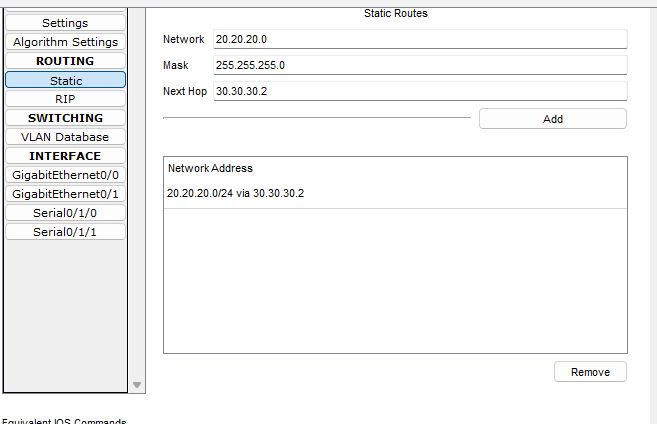 Settings
Algorithm Settings
ROUTING
Static
RIP
SWITCHING
VLAN Database
INTERFACE
GigabitEthernet0/0
GigabitEthernet0/1
Serial0/1/0
Serial0/1/1
Static Routes
Network 20.20.20.0
Mask 255.255.255.0
Next Hop 30.30.30.2
Add
Network Address
20.20.20.0/24 via 30.30.30.2
Remove
Equivalent IOS Commands